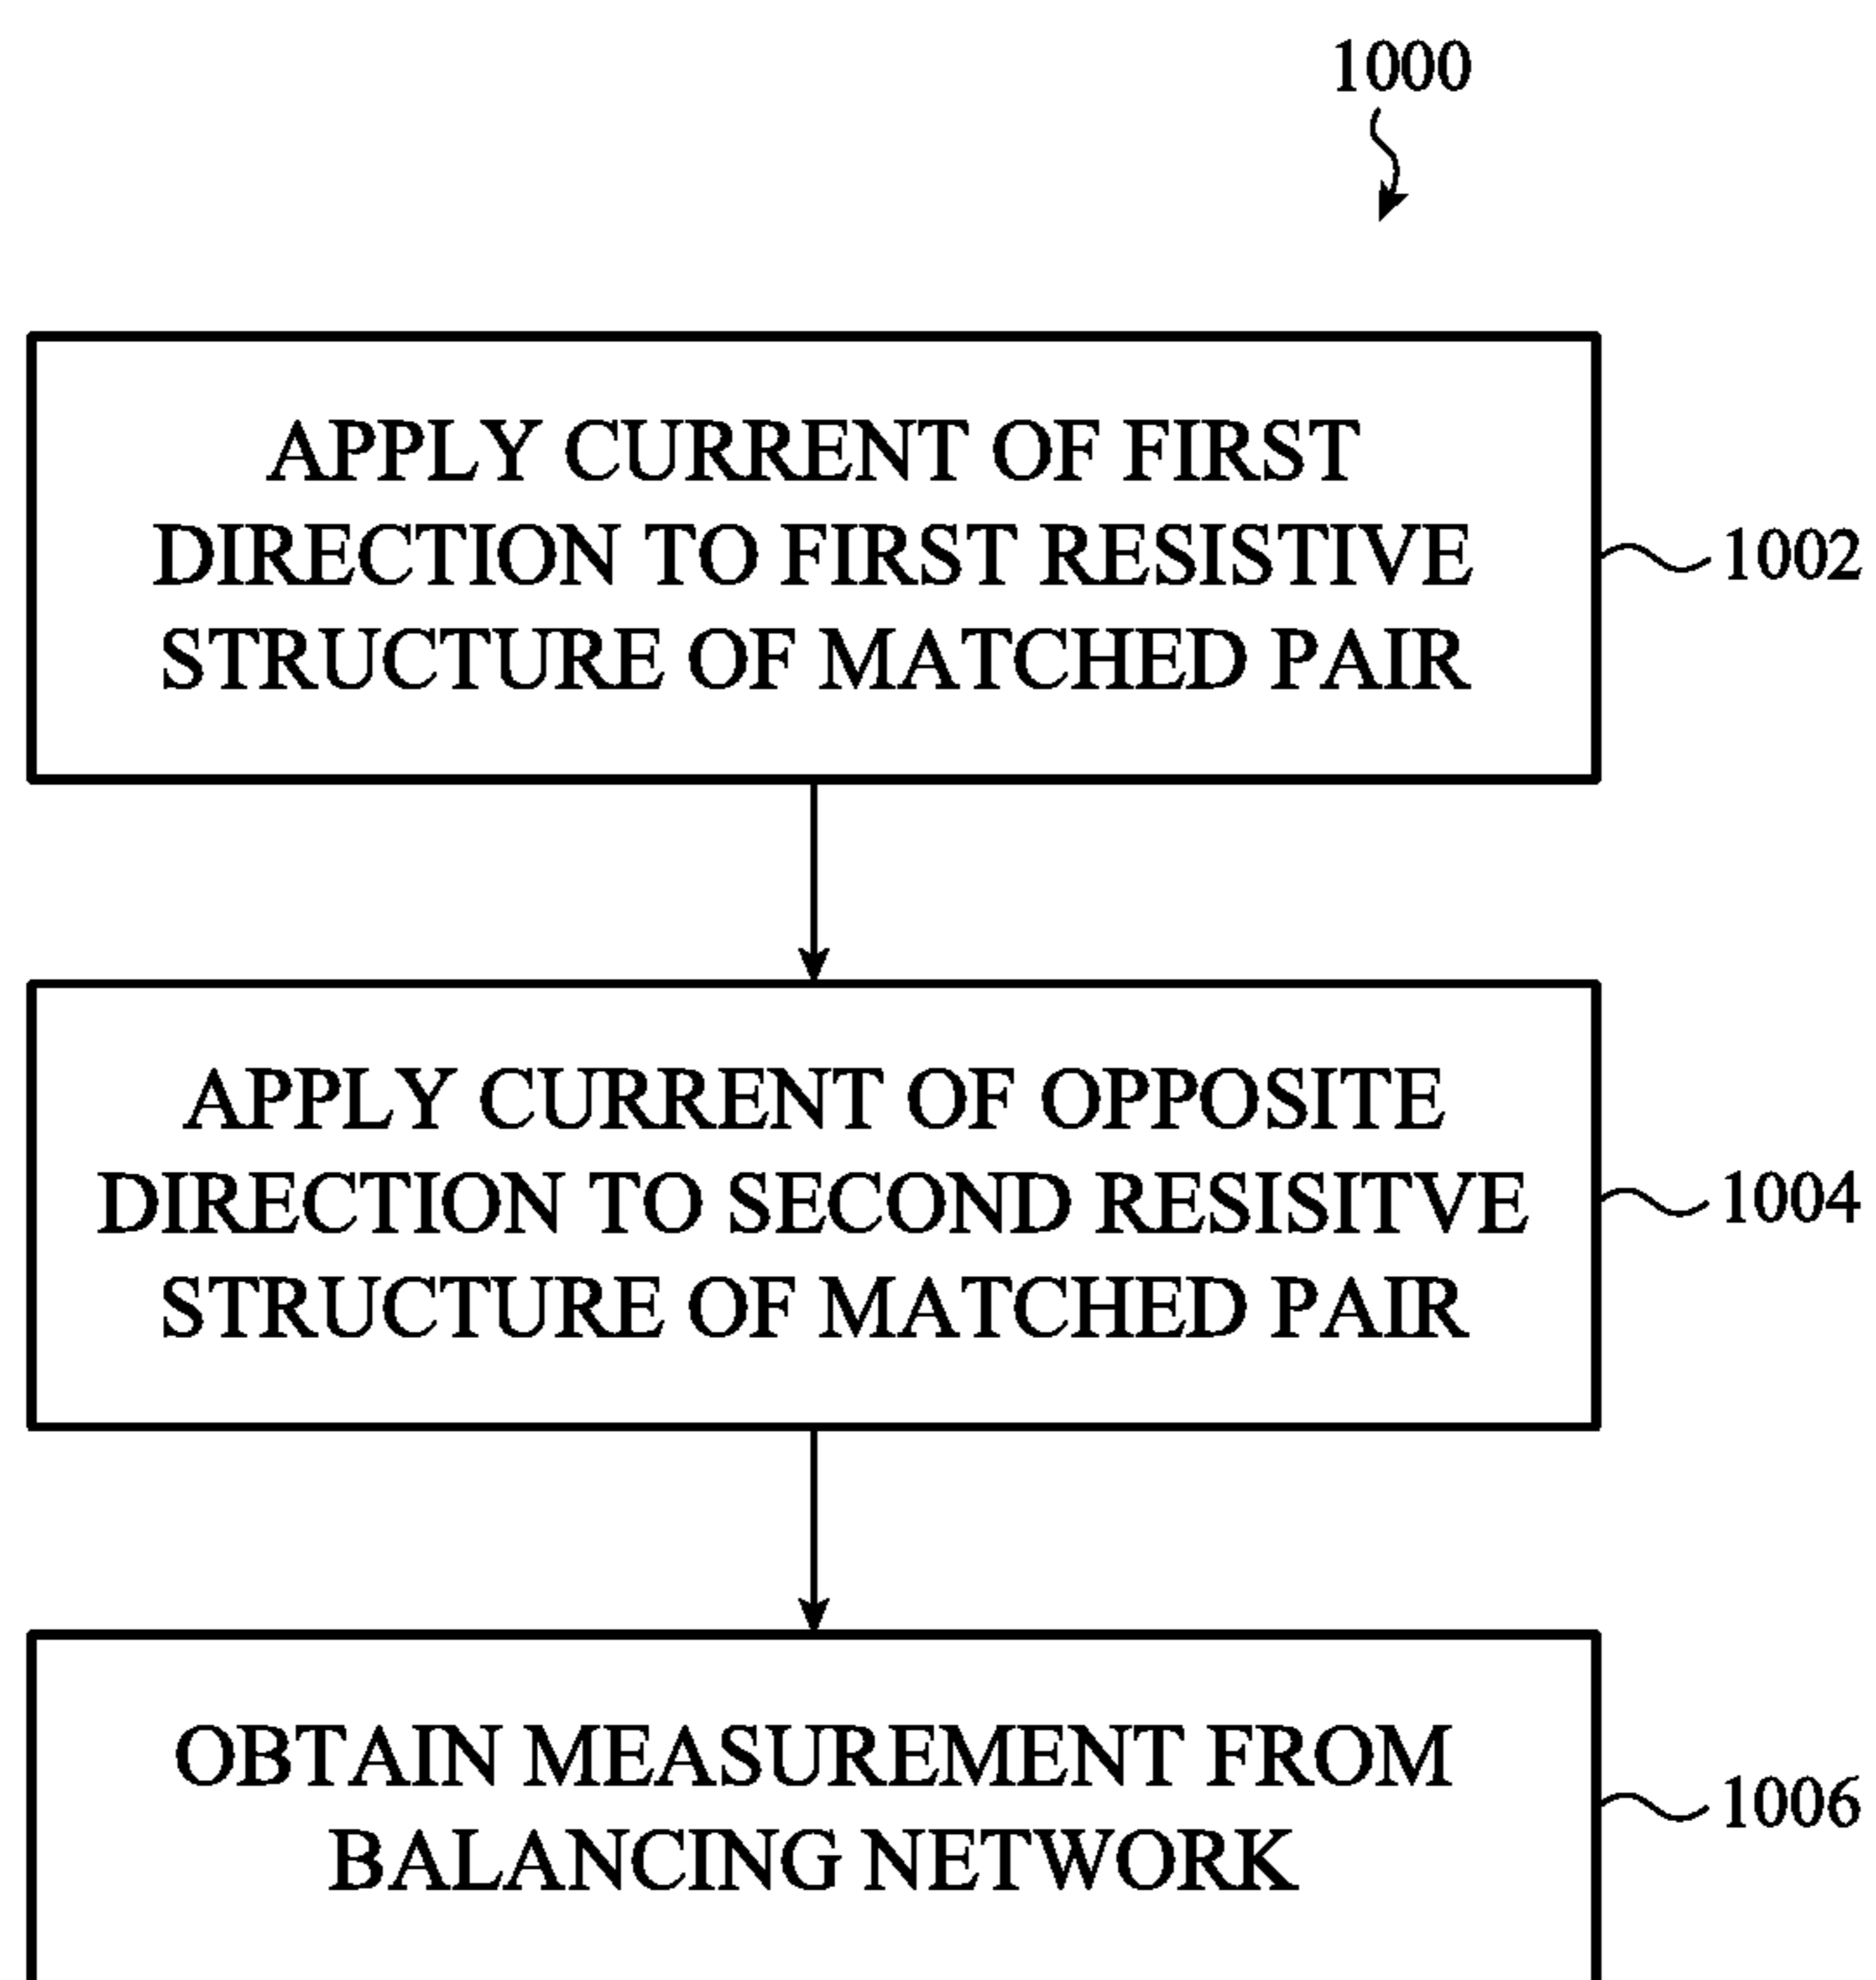 1000
APPLY CURRENT OF FIRST
DIRECTION TO FIRST RESISTIVE
STRUCTURE OF MATCHED PAIR
1002
APPLY CURRENT OF OPPOSITE
DIRECTION TO SECOND RESISITVE
STRUCTURE OF MATCHED PAIR
1004
OBTAIN MEASUREMENT FROM
BALANCING NETWORK
1006